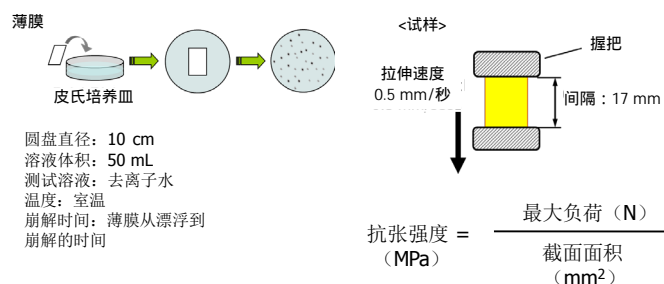 薄膜
皮氏培养皿
圆盘直径：10 cm
溶液体积：50 mL
测试溶液：去离子水
温度：室温
崩解时间：薄膜从漂浮到
崩解的时间
<试样>
握把
拉伸速度
0.5 mm/秒
间隔：17 mm
抗张强度 =
（MPa）
最大负荷（N）
截面面积
（mm²）